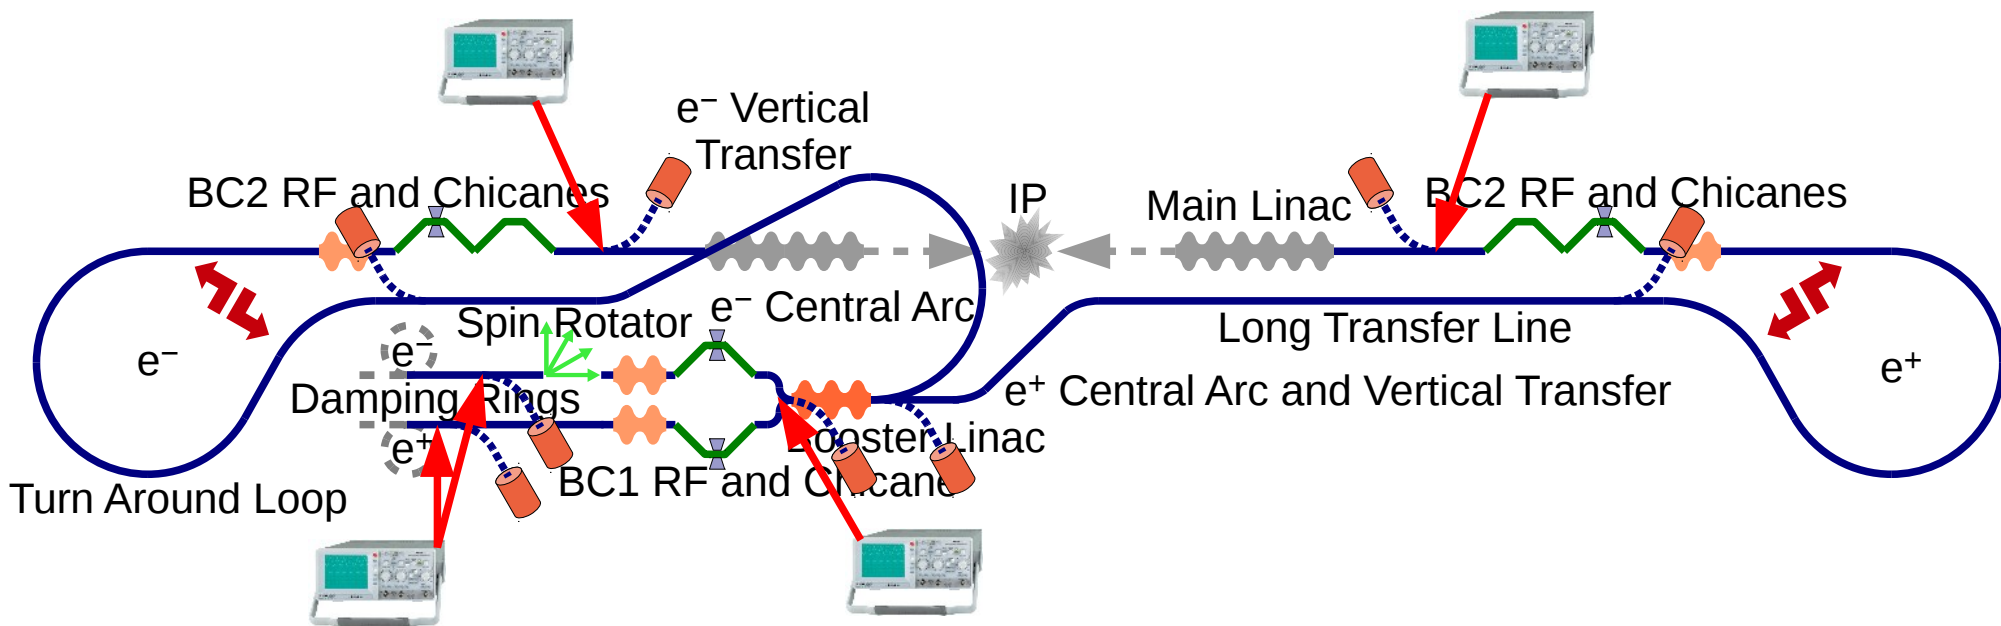 e⁻ Vertical
Transfer
BC2 RF and Chicanes
IP
Main Linac
BC2 RF and Chicanes
e⁻ Central Arc
Spin Rotator
Long Transfer Line
e⁻
e⁻
e⁺
Damping Rings
e⁺ Central Arc and Vertical Transfer
e⁺
Booster Linac
BC1 RF and Chicane
Turn Around Loop